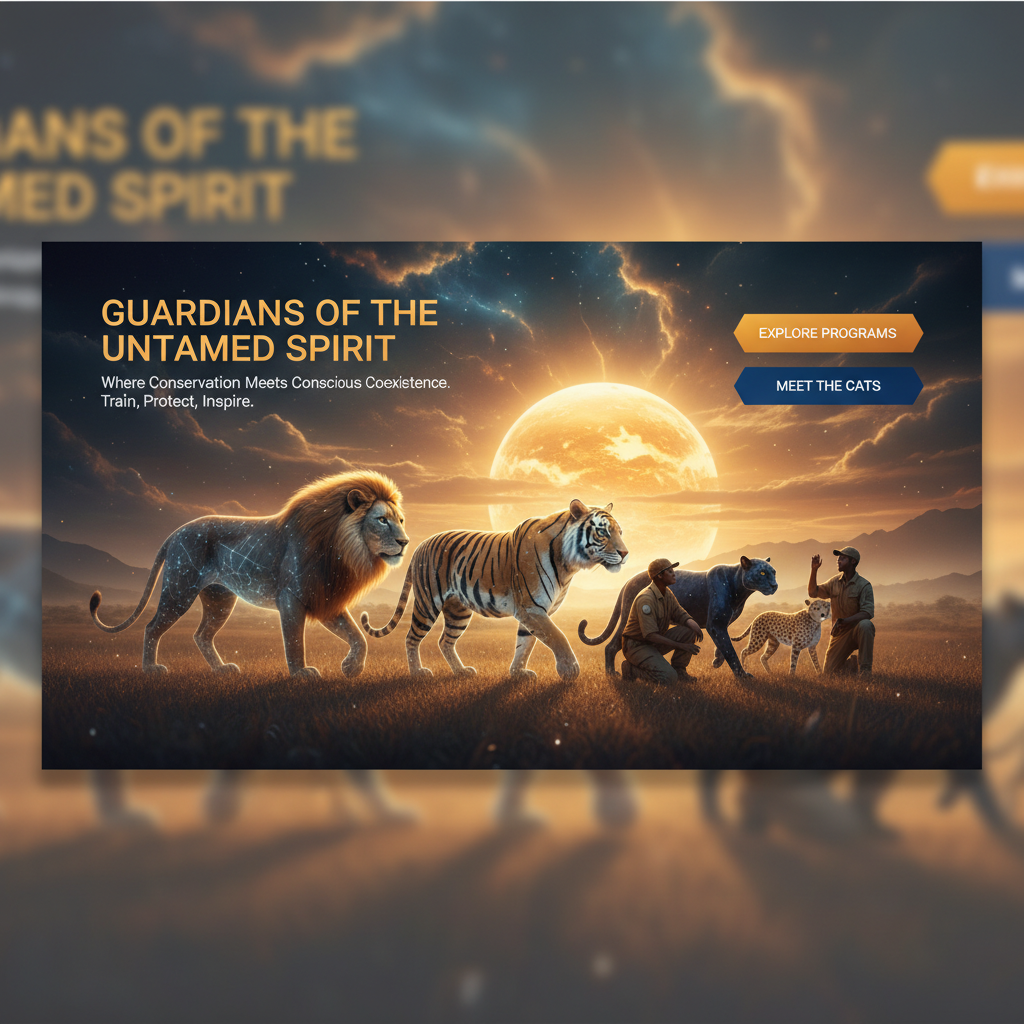 GUARDIANS OF THE
UNTAMED SPIRIT
Where Conservation Meets Conscious Coexistence.
Train, Protect, Inspire.
EXPLORE PROGRAMS
MEET THE CATS